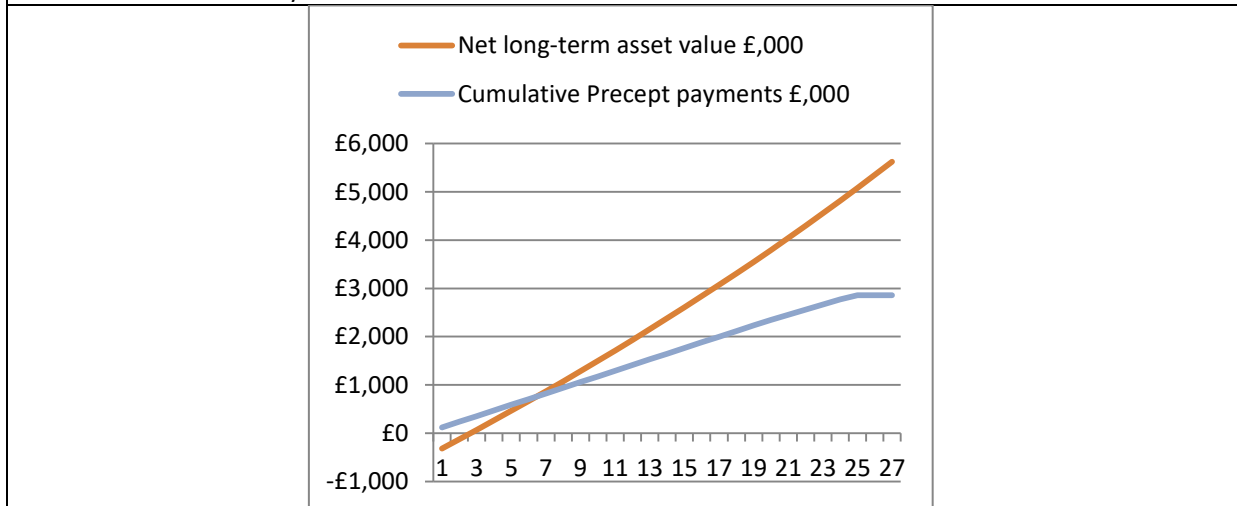 Net long-term asset value £,000
Cumulative Precept payments £,000
£6,000
£5,000
£4,000
£3,000
£2,000
£1,000
£0
-£1,000
1 3 5 7 9 11 13 15 17 19 21 23 25 27